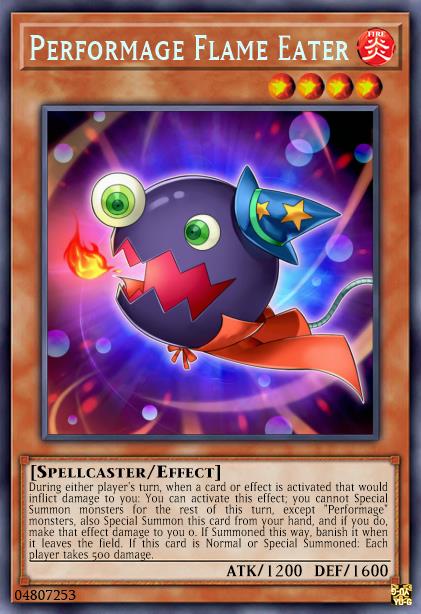 PERFORMAGE FLAME EATER
FIRE
炎
[SPELLCASTER/EFFECT]
During either player's turn, when a card or effect is activated that would
inflict damage to you: You can activate this effect; you cannot Special
Summon monsters for the rest of this turn, except "Performage"
monsters, also Special Summon this card from your hand, and if you do,
make that effect damage to you 0. If Summoned this way, banish it when
it leaves the field. If this card is Normal or Special Summoned: Each
player takes 500 damage.
ATK/1200 DEF/1600
04807253